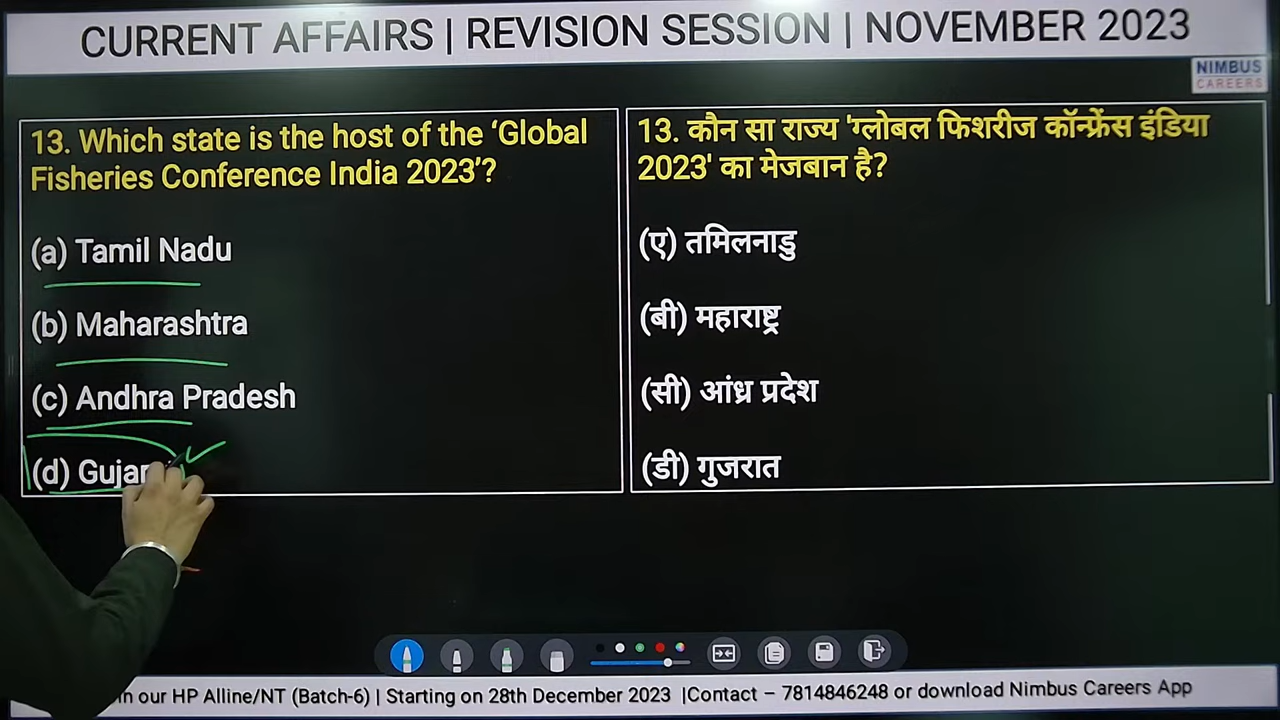 CURRENT AFFAIRS | REVISION SESSION | NOVEMBER 2023
NIMBUS
CAREERS
13. Which state is the host of the ‘Global
Fisheries Conference India 2023’?
(a) Tamil Nadu
(b) Maharashtra
(c) Andhra Pradesh
(d)
13. कौन सा राज्य 'ग्लोबल फिशरीज कॉन्फ्रेंस इंडिया
2023' का मेजबान है?
(ए) तमिलनाडु
(बी) महाराष्ट्र
(सी) आंध्र प्रदेश
(डी) गुजरात
our HP Alline/NT (Batch-6) | Starting on 28th December 2023 |Contact – 7814846248 or download Nimbus Careers App